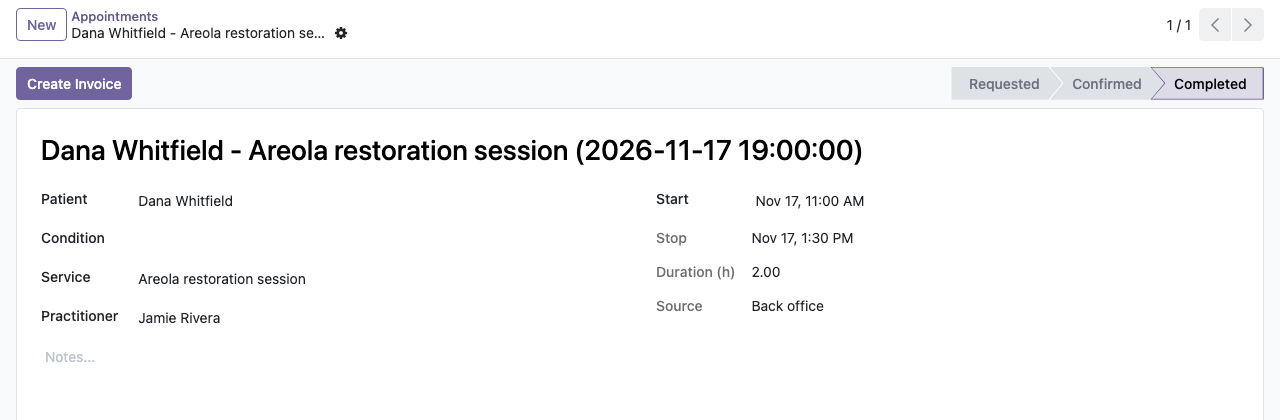 New
Appointments
Dana Whitfield - Areola restoration se...
1 / 1
Create Invoice
Requested
Confirmed
Completed
Dana Whitfield - Areola restoration session (2026-11-17 19:00:00)
Patient
Dana Whitfield
Start
Nov 17, 11:00 AM
Condition
Stop
Nov 17, 1:30 PM
Service
Areola restoration session
Duration (h)
2.00
Practitioner
Jamie Rivera
Source
Back office
Notes...